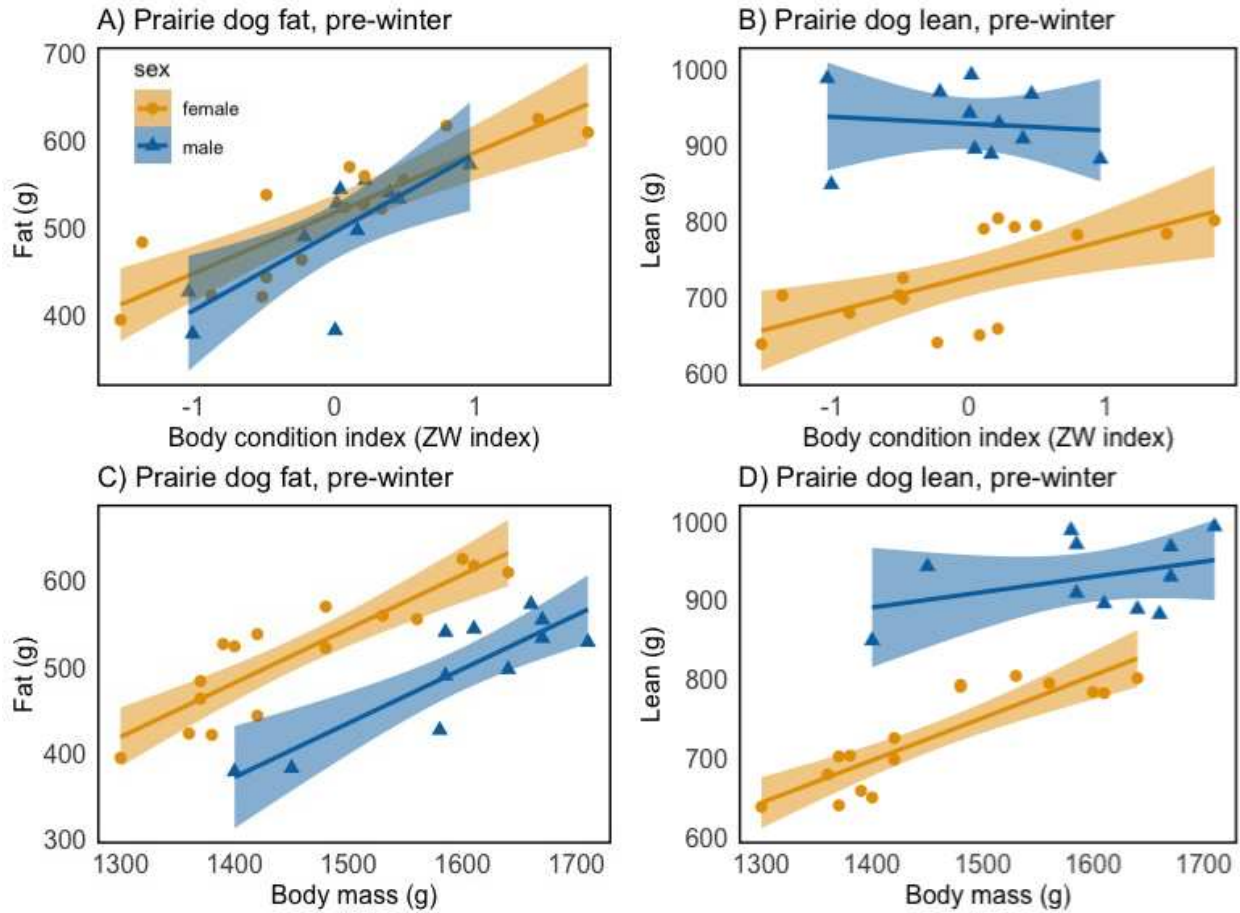 A) Prairie dog fat, pre-winter
B) Prairie dog lean, pre-winter
700
600
500
400
Fat (g)
sex
female
male
-1
0
1
Body condition index (ZW index)
1000
900
800
700
600
Lean (g)
-1
0
1
Body condition index (ZW index)
C) Prairie dog fat, pre-winter
D) Prairie dog lean, pre-winter
600
500
400
300
Fat (g)
1300
1400
1500
1600
1700
Body mass (g)
1000
900
800
700
600
Lean (g)
1300
1400
1500
1600
1700
Body mass (g)